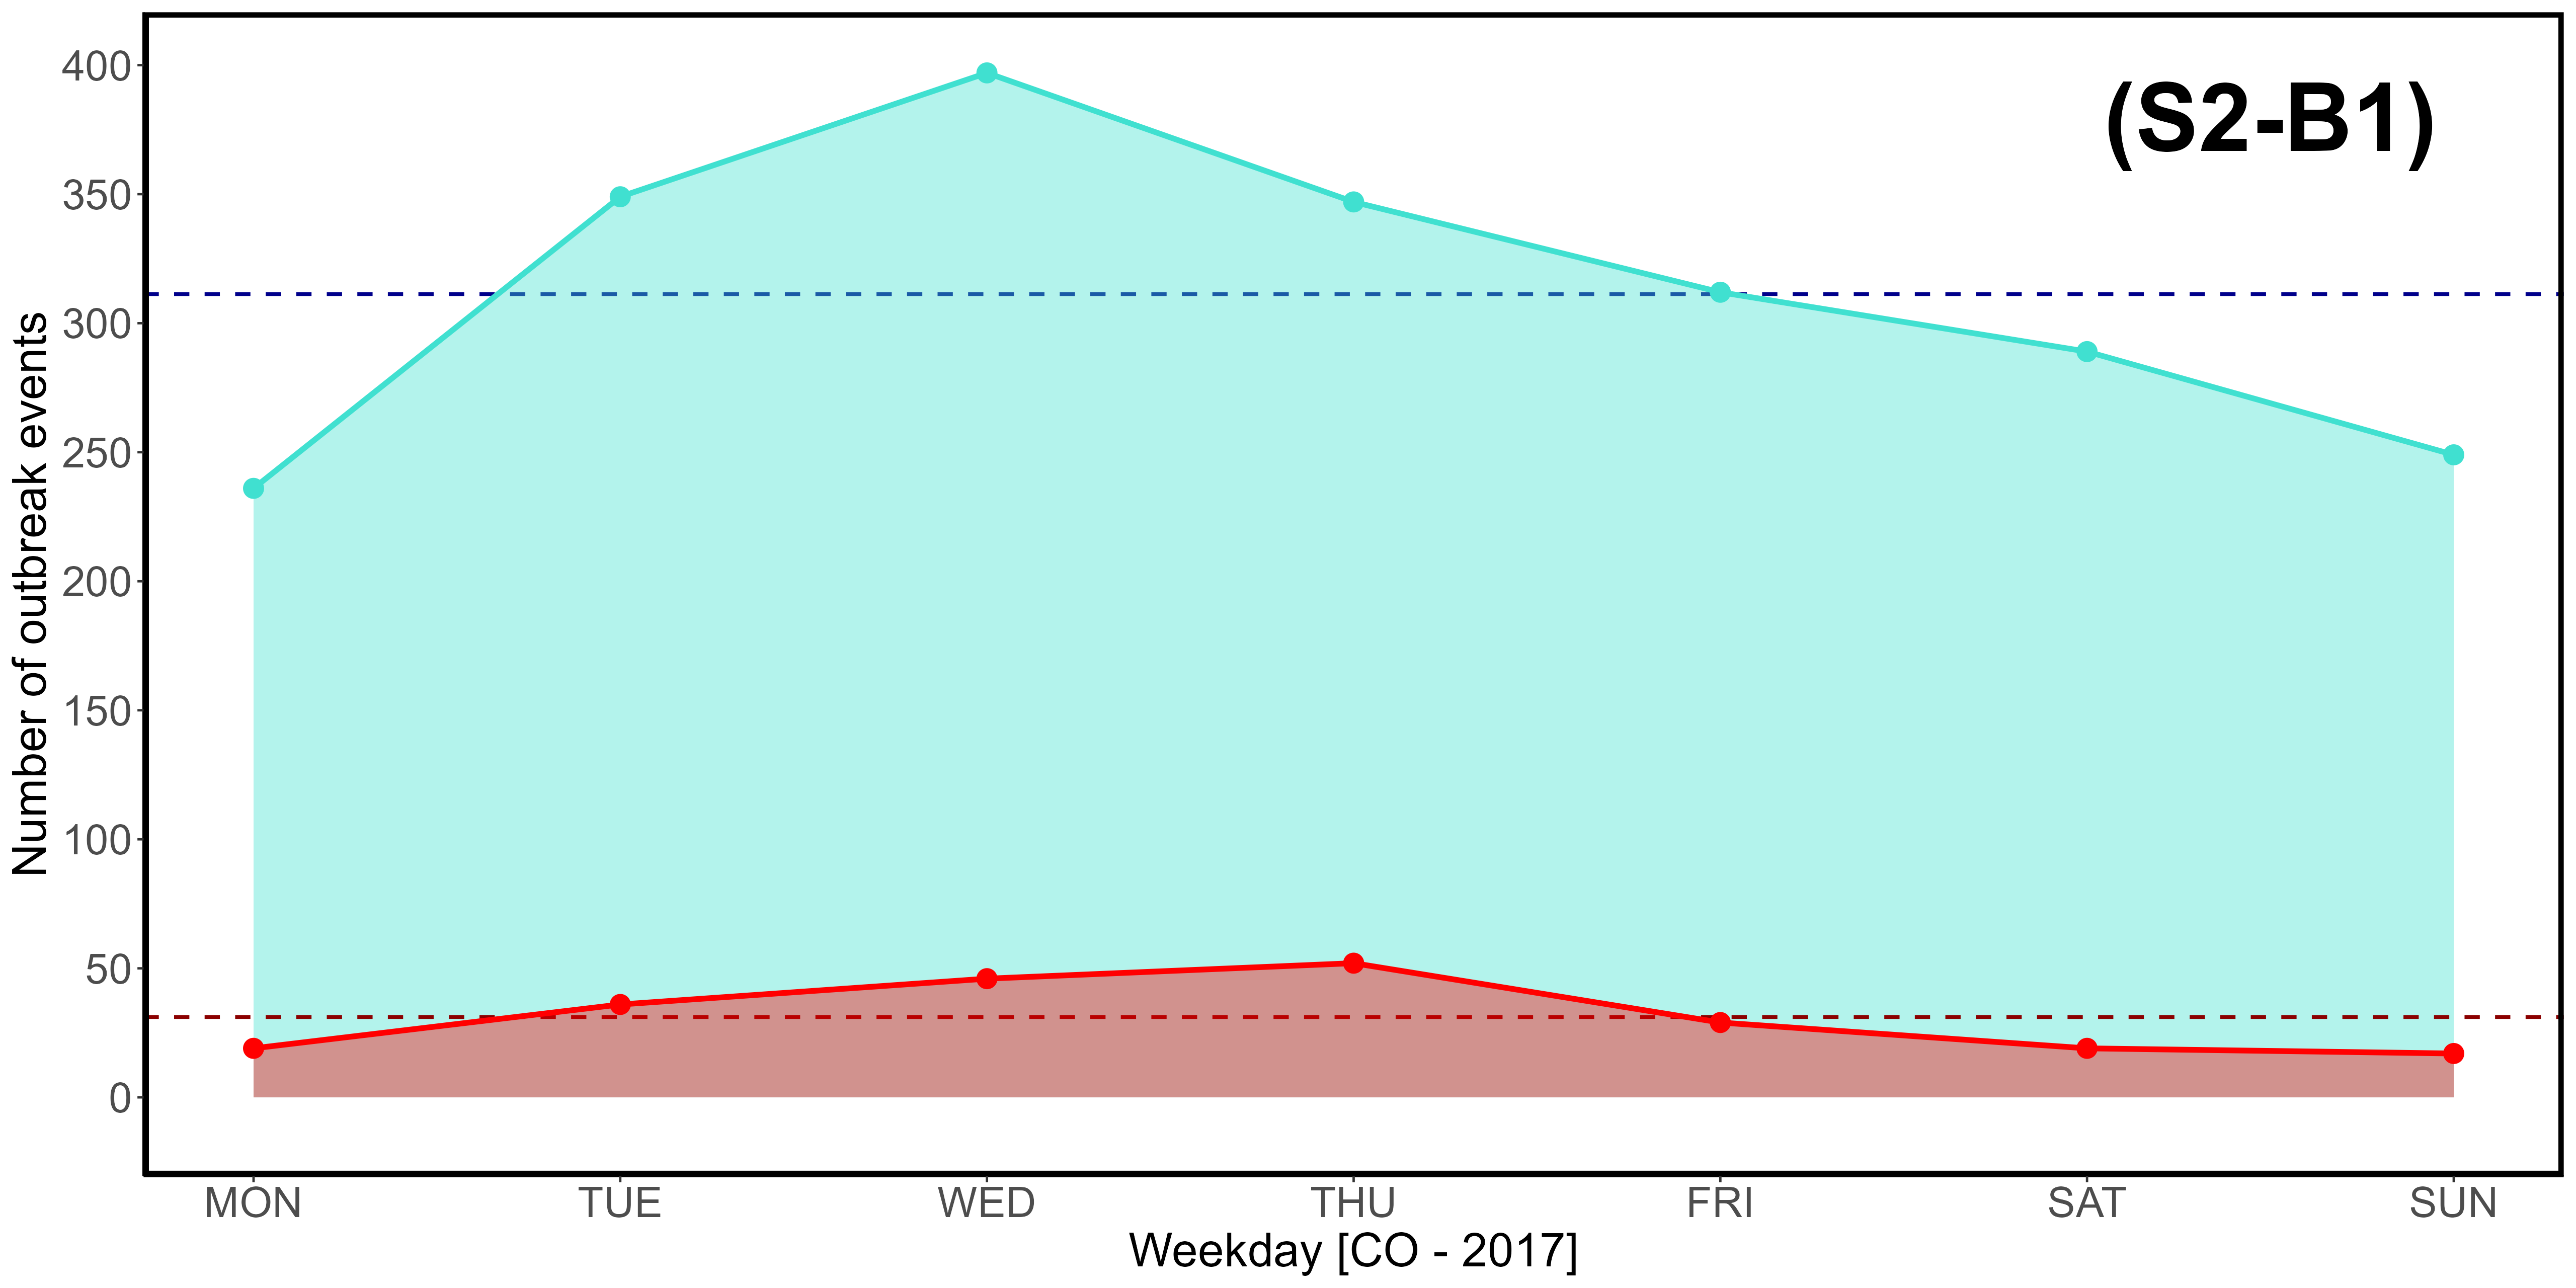 (S2-B1)
Number of outbreak events
400
350
300
250
200
150
100
50
0
MON TUE WED THU FRI SAT SUN
Weekday [CO - 2017]